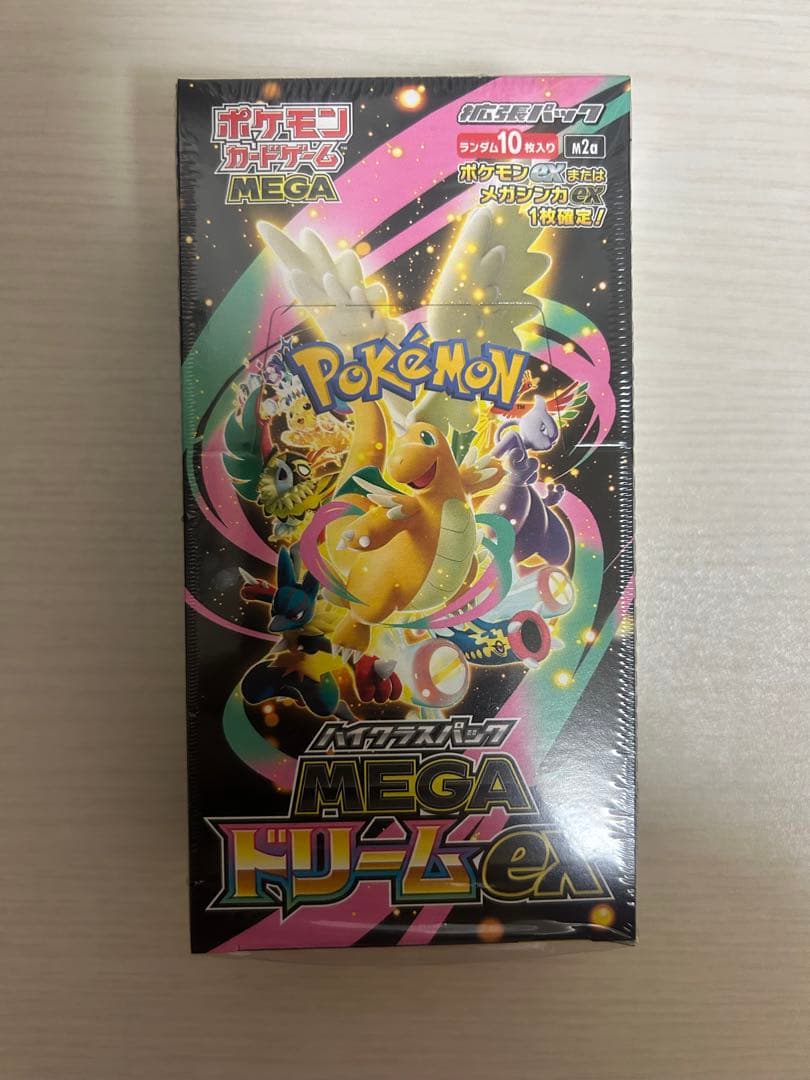 ポケモン
カードゲーム
MEGA
拡張パック
ランダム10枚入り M2a
ポケモンexまたは
メガシンカex
1枚確定!
POKéMON
TM
ハイクラスパック
MEGA
ドリームex